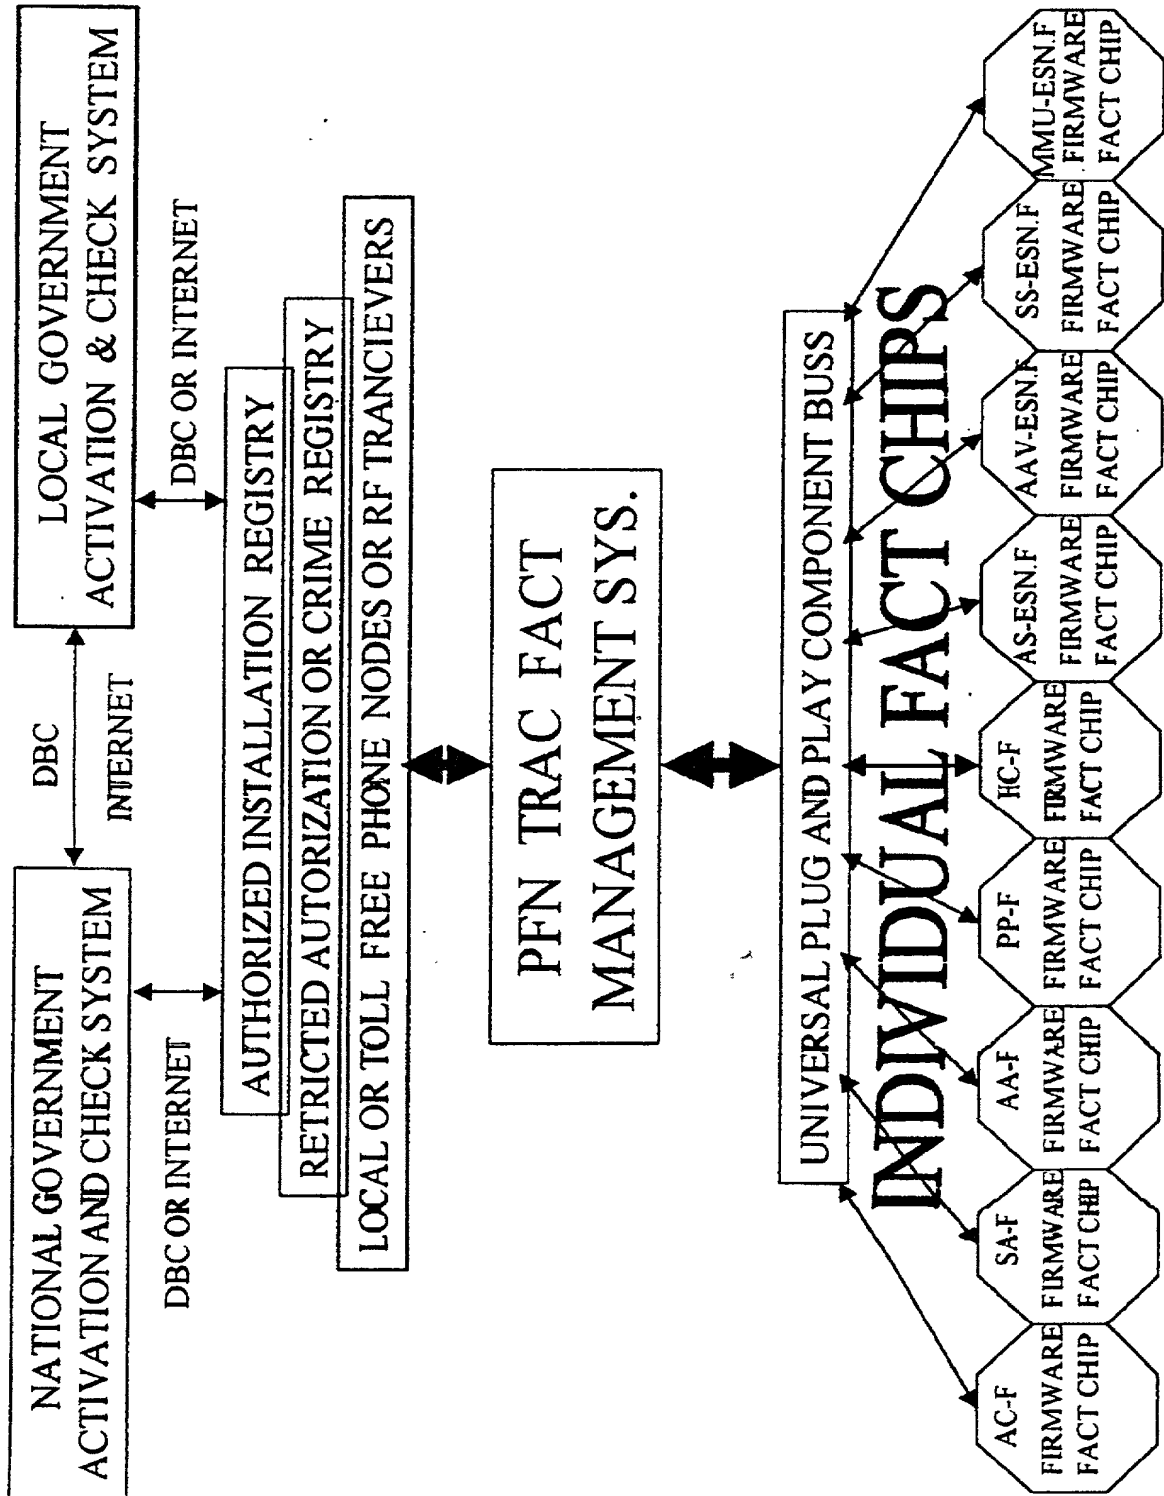 NATIONAL GOVERNMENT
ACTIVATION AND CHECK SYSTEM
DBC
INTERNET
LOCAL GOVERNMENT
ACTIVATION & CHECK SYSTEM
DBC OR INTERNET
DBC OR INTERNET
AUTHORIZED INSTALLATION REGISTRY
RETRICTED AUTORIZATION OR CRIME REGISTRY
LOCAL OR TOLL FREE PHONE NODES OR RF TRANCIEVERS
PFN TRAC FACT
MANAGEMENT SYS.
UNIVERSAL PLUG AND PLAY COMPONENT BUSS
INDIVIDUAL FACT CHIPS
AC-F
FIRMWARE
FACT CHIP
SA-F
FIRMWARE
FACT CHIP
AA-F
FIRMWARE
FACT CHIP
PP-F
FIRMWARE
FACT CHIP
HC-F
FIRMWARE
FACT CHIP
AS-ESN.F
FIRMWARE
FACT CHIP
AAV-ESN.F
FIRMWARE
FACT CHIP
SS-ESN.F
FIRMWARE
FACT CHIP
MMU-ESN.F
FIRMWARE
FACT CHIP